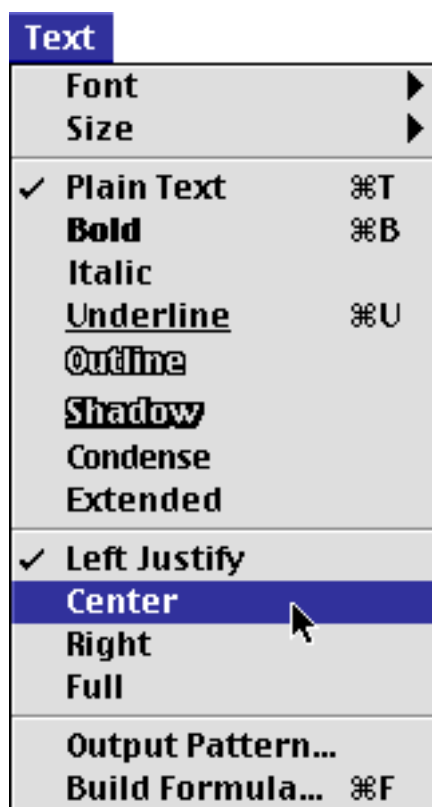 Text
Font
Size
✓ Plain Text ⌘T
Bold ⌘B
Italic
Underline ⌘U
Outline
Shadow
Condense
Extended
✓ Left Justify
Center
Right
Full
Output Pattern...
Build Formula... ⌘F